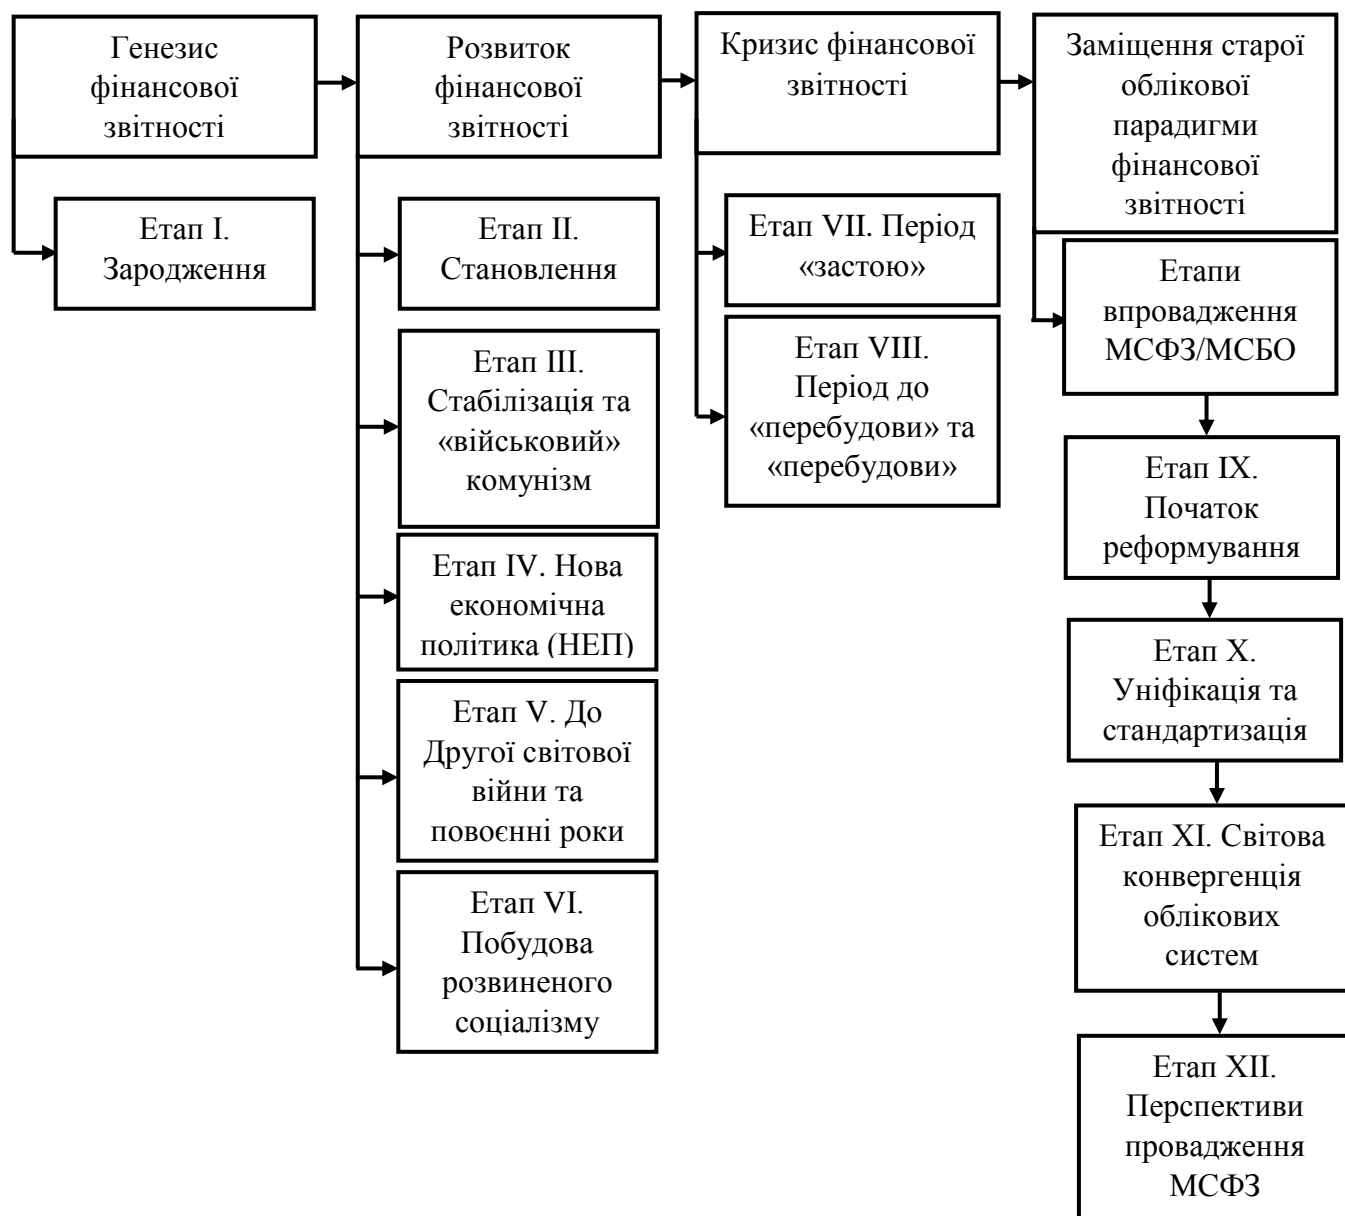 Генезис
фінансової
звітності
Розвиток
фінансової
звітності
Кризис фінансової
звітності
Заміщення старої
облікової
парадигми
фінансової
звітності
Етап I.
Зародження
Етап II.
Становлення
Етап III.
Стабілізація та
«військовий»
комунізм
Етап IV. Нова
економічна
політика (НЕП)
Етап V. До
Другої світової
війни та
повоєнні роки
Етап VI.
Побудова
розвиненого
соціалізму
Етап VII. Період
«застою»
Етап VIII.
Період до
«перебудови» та
«перебудови»
Етапи
впровадження
МСФЗ/МСБО
Етап IX.
Початок
реформування
Етап X.
Уніфікація та
стандартизація
Етап XI. Світова
конвергенція
облікових
систем
Етап XII.
Перспективи
провадження
МСФЗ